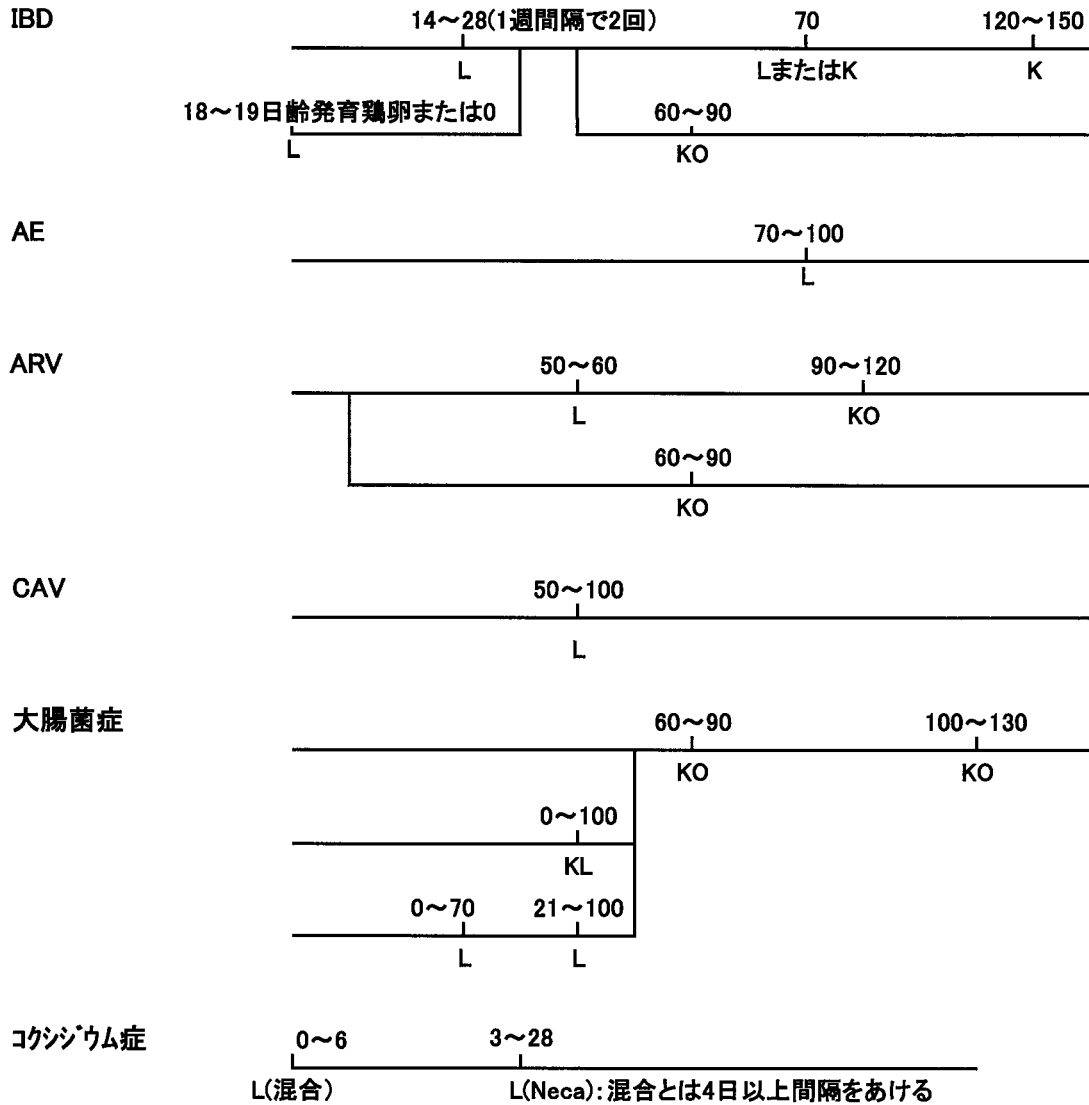 IBD
14～28(1週間隔で2回) 70 120～150
L LまたはK K
18～19日齢発育鶏卵または0 60～90
L KO
AE
70～100
L
ARV
50～60 90～120
L KO
60～90
KO
CAV
50～100
L
大腸菌症
60～90 100～130
KO KO
0～100
KL
0～70 21～100
L L
コクシジウム症
0～6 3～28
L(混合) L(Neca):混合とは4日以上間隔をあける